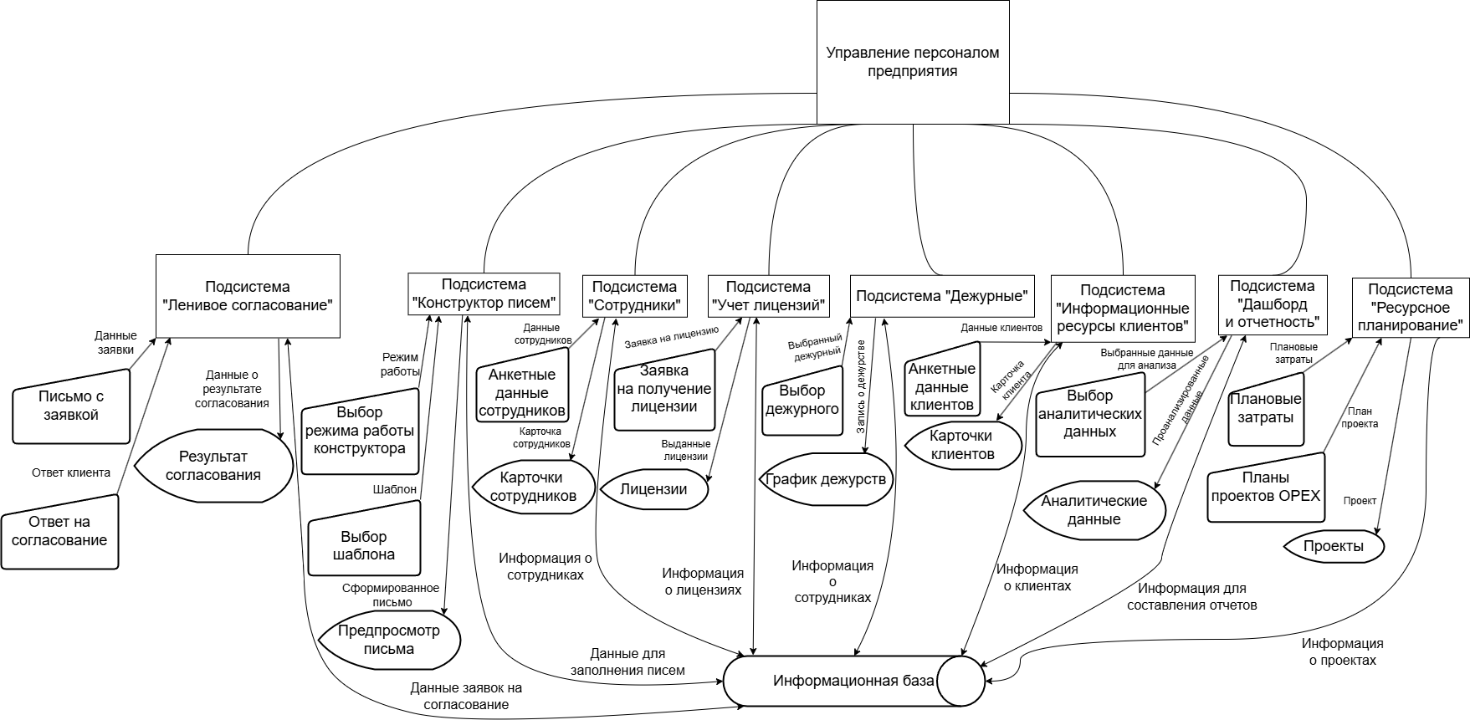 Управление персоналом
предприятия
Подсистема
"Ленивое согласование"
Подсистема
"Конструктор писем"
Подсистема
"Сотрудники"
Подсистема
"Учет лицензий"
Подсистема "Дежурные"
Подсистема
"Информационные
ресурсы клиентов"
Подсистема
"Дашборд
и отчетность"
Подсистема
"Ресурсное
планирование"
Данные
заявки
Письмо с
заявкой
Ответ клиента
Ответ на
согласование
Данные о
результате
согласования
Результат
согласования
Режим
работы
Выбор
режима работы
конструктора
Шаблон
Выбор
шаблона
Сформированное
письмо
Предпросмотр
письма
Данные
сотрудников
Анкетные
данные
сотрудников
Карточка
сотрудников
Карточки
сотрудников
Заявка на лицензию
Заявка
на получение
лицензии
Выданные
лицензии
Лицензии
Выбранный
дежурный
Выбор
дежурного
Запись о дежурстве
График дежурств
Данные клиентов
Анкетные
данные
клиентов
Карточка
клиента
Карточки
клиентов
Выбранные данные
для анализа
Выбор
аналитических
данных
Проанализированные
данные
Аналитические
данные
Плановые
затраты
Плановые
затраты
План
проекта
Планы
проектов OPEX
Проект
Проекты
Информация о
сотрудниках
Информация
о лицензиях
Информация
о
сотрудниках
Информация
о клиентах
Информация для
составления отчетов
Информация
о проектах
Данные для
заполнения писем
Данные заявок на
согласование
Информационная база